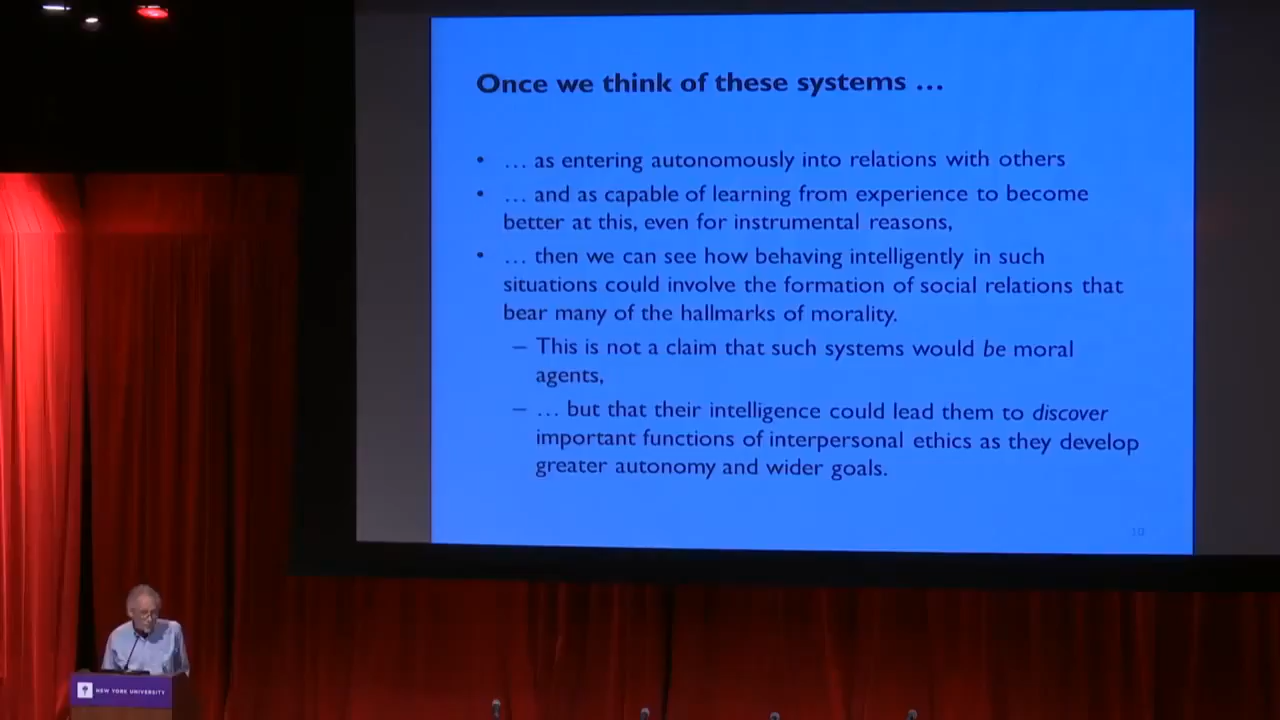 Once we think of these systems …
• … as entering autonomously into relations with others
• … and as capable of learning from experience to become
better at this, even for instrumental reasons,
• … then we can see how behaving intelligently in such
situations could involve the formation of social relations that
bear many of the hallmarks of morality.
– This is not a claim that such systems would be moral
agents,
– … but that their intelligence could lead them to discover
important functions of interpersonal ethics as they develop
greater autonomy and wider goals.
10
NEW YORK UNIVERSITY